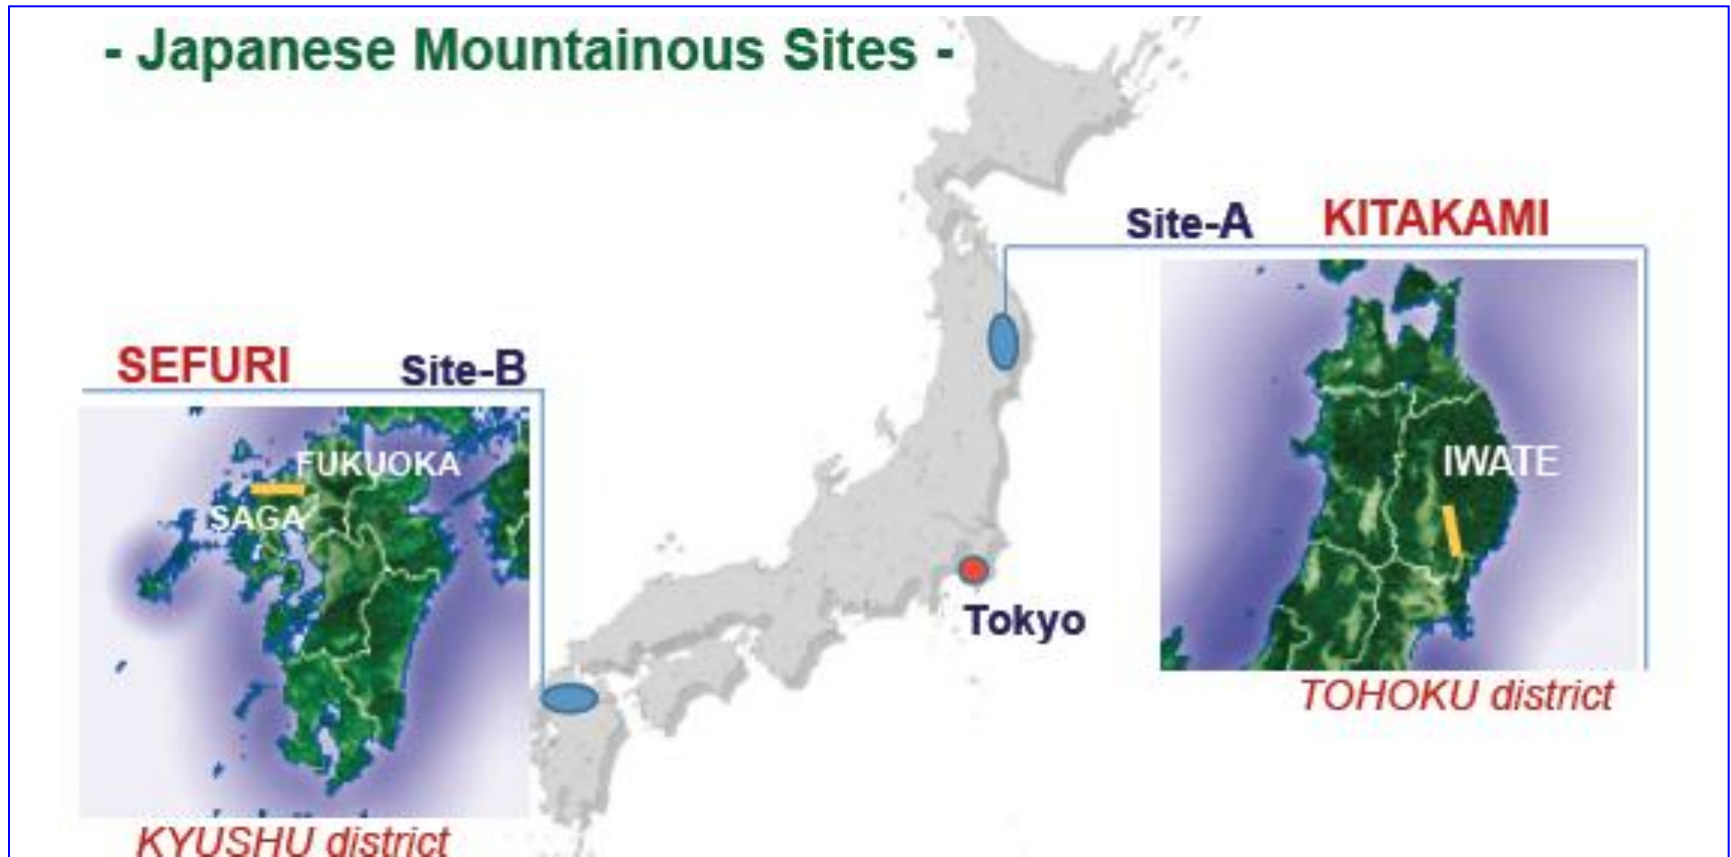 - Japanese Mountainous Sites -
Site-A KITAKAMI
SEFURI Site-B
FUKUOKA
SAGA
IWATE
Tokyo
TOHOKU district
KYUSHU district